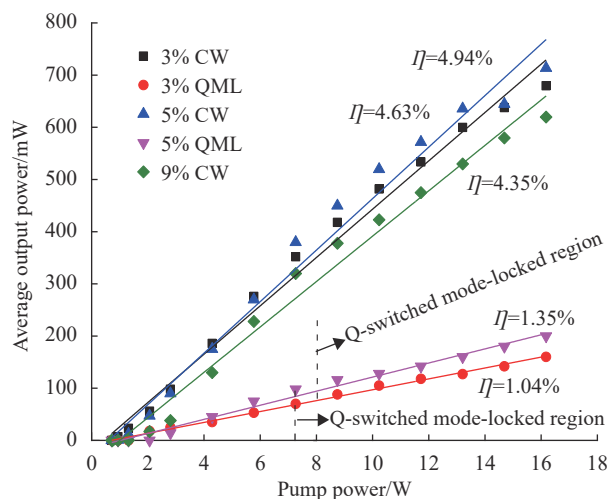 800
700
600
500
400
300
200
100
0
Average output power/mW
3% CW
3% QML
5% CW
5% QML
9% CW
η=4.94%
η=4.63%
η=4.35%
Q-switched mode-locked region
η=1.35%
η=1.04%
Q-switched mode-locked region
0 2 4 6 8 10 12 14 16 18
Pump power/W